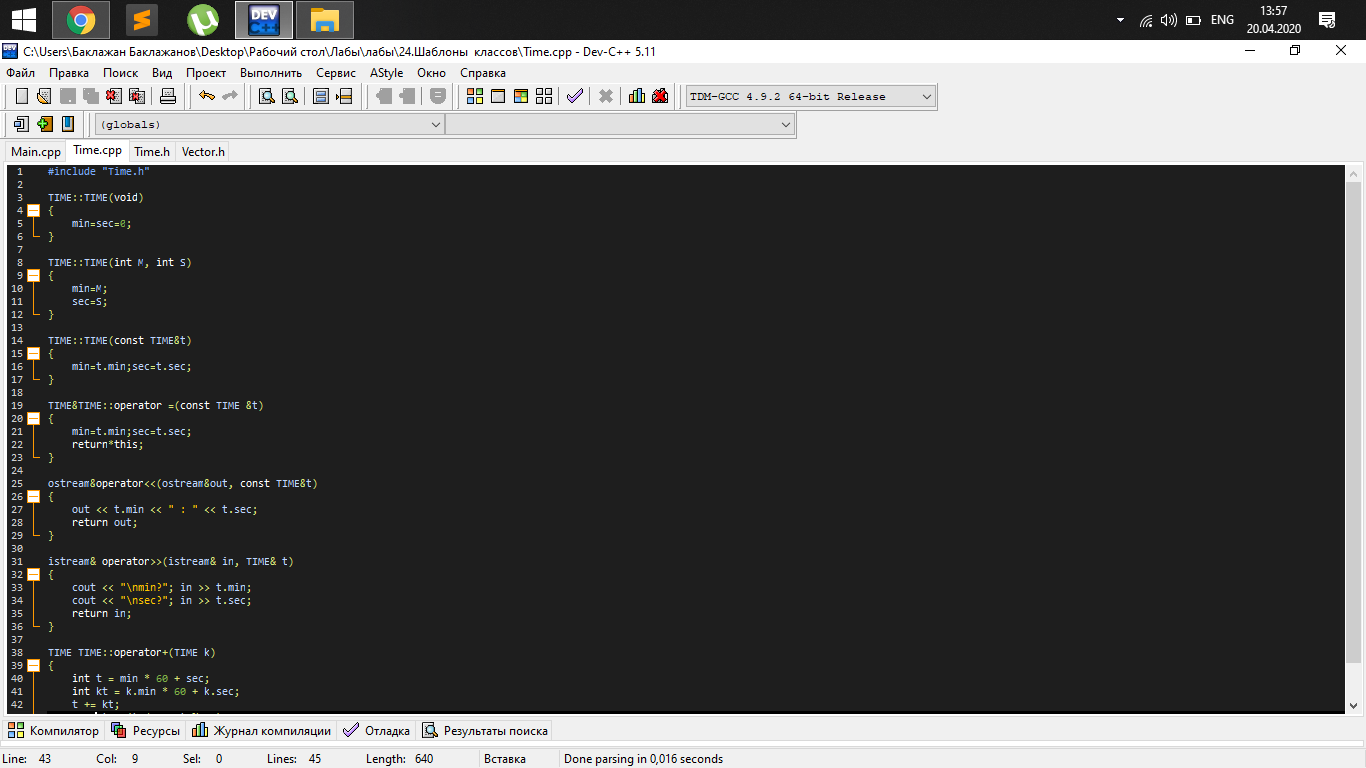 DEV
C++
ENG
13:57
20.04.2020
C:\Users\Баклажан Баклажанов\Desktop\Рабочий стол\Лабы\лабы\24.Шаблоны классов\Time.cpp - Dev-C++ 5.11
Файл Правка Поиск Вид Проект Выполнить Сервис AStyle Окно Справка
TDM-GCC 4.9.2 64-bit Release
(globals)
Main.cpp Time.cpp Time.h Vector.h
1 #include "Time.h"
2
3 TIME::TIME(void)
4 {
5 min=sec=0;
6 }
7
8 TIME::TIME(int M, int S)
9 {
10 min=M;
11 sec=S;
12 }
13
14 TIME::TIME(const TIME&t)
15 {
16 min=t.min;sec=t.sec;
17 }
18
19 TIME&TIME::operator =(const TIME &t)
20 {
21 min=t.min;sec=t.sec;
22 return*this;
23 }
24
25 ostream&operator<<(ostream&out, const TIME&t)
26 {
27 out << t.min << " : " << t.sec;
28 return out;
29 }
30
31 istream& operator>>(istream& in, TIME& t)
32 {
33 cout << "\nmin?"; in >> t.min;
34 cout << "\nsec?"; in >> t.sec;
35 return in;
36 }
37
38 TIME TIME::operator+(TIME k)
39 {
40 int t = min * 60 + sec;
41 int kt = k.min * 60 + k.sec;
42 t += kt;
Компилятор Ресурсы Журнал компиляции Отладка Результаты поиска
Line: 43 Col: 9 Sel: 0 Lines: 45 Length: 640 Вставка Done parsing in 0,016 seconds